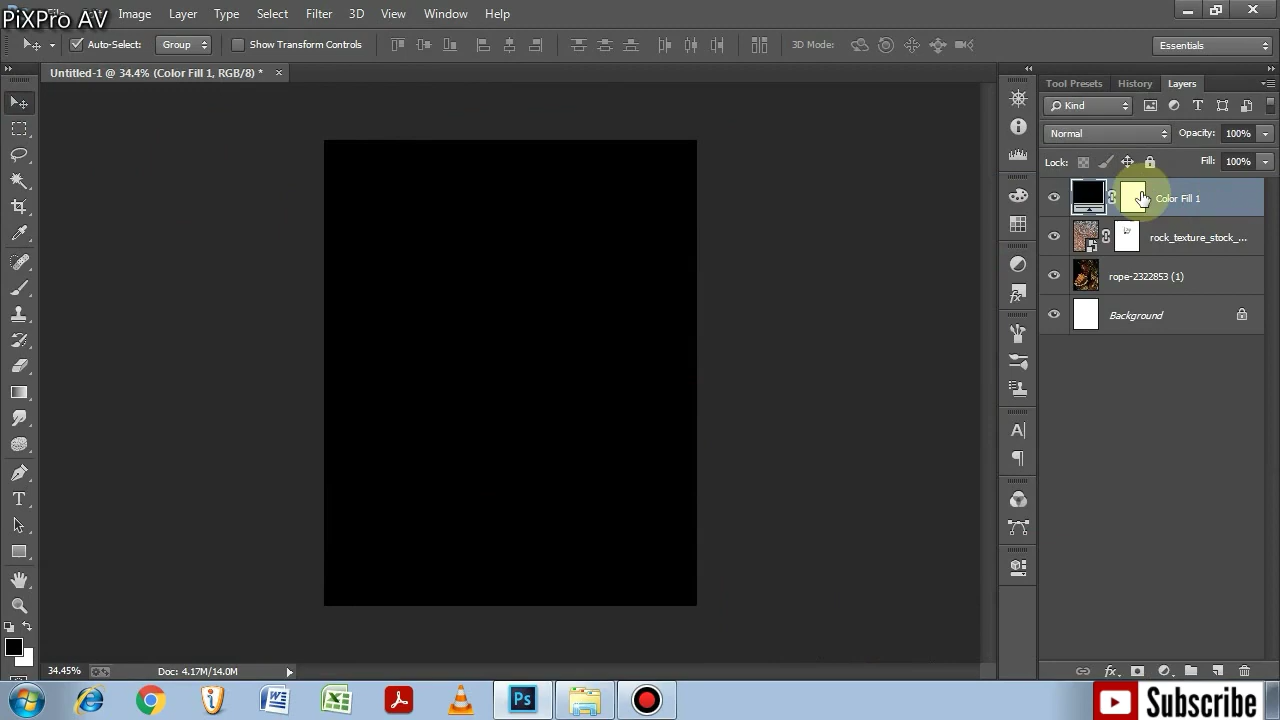 PiXPro AV
Image Layer Type Select Filter 3D View Window Help
Auto-Select: Group Show Transform Controls 3D Mode: Essentials
Untitled-1 @ 34.4% (Color Fill 1, RGB/8) *
Tool Presets History Layers
Kind
Normal Opacity: 100%
Lock: Fill: 100%
Color Fill 1
rock_texture_stock_...
rope-2322853 (1)
Background
34.45% Doc: 4.17M/14.0M
Ps
Subscribe